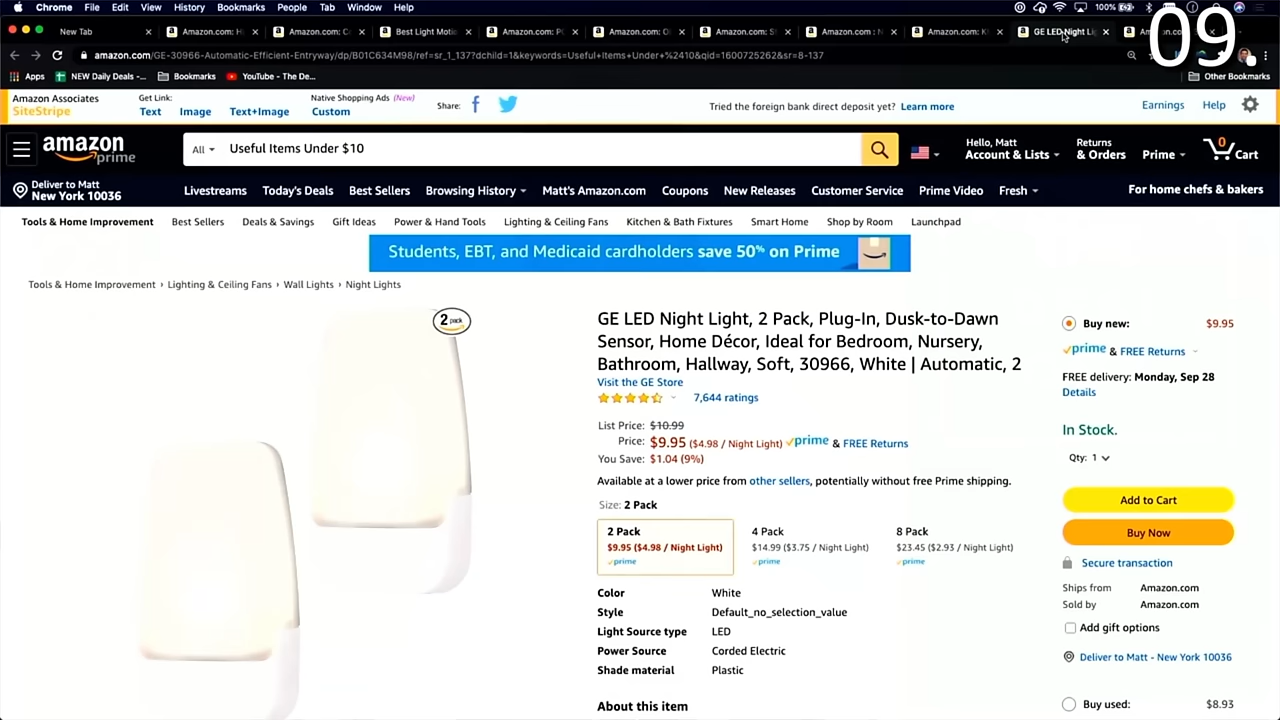 Chrome File Edit View History Bookmarks People Tab Window Help 100%
09.
New Tab Amazon.com: H Amazon.com: C Best Light Moti Amazon.com: P Amazon.com: O Amazon.com: S Amazon.com : N Amazon.com: K GE LED Night Li
amazon.com/GE-30966-Automatic-Efficient-Entryway/dp/B01C634M98/ref=sr_1_137?dchild=1&keywords=Useful+Items+Under+%2410&qid=1600725262&sr=8-137
Apps NEW Daily Deals -... Bookmarks YouTube - The De... Other Bookmarks
Amazon Associates
SiteStripe
Get Link:
Text Image Text+Image
Native Shopping Ads (New)
Custom
Share:
Tried the foreign bank direct deposit yet? Learn more
Earnings Help
amazon prime
All Useful Items Under $10
Hello, Matt
Account & Lists
Returns
& Orders
Prime
0
Cart
Deliver to Matt
New York 10036
Livestreams Today's Deals Best Sellers Browsing History Matt's Amazon.com Coupons New Releases Customer Service Prime Video Fresh For home chefs & bakers
Tools & Home Improvement Best Sellers Deals & Savings Gift Ideas Power & Hand Tools Lighting & Ceiling Fans Kitchen & Bath Fixtures Smart Home Shop by Room Launchpad
Students, EBT, and Medicaid cardholders save 50% on Prime
Tools & Home Improvement › Lighting & Ceiling Fans › Wall Lights › Night Lights
2 pack
GE LED Night Light, 2 Pack, Plug-In, Dusk-to-Dawn
Sensor, Home Décor, Ideal for Bedroom, Nursery,
Bathroom, Hallway, Soft, 30966, White | Automatic, 2
Visit the GE Store
7,644 ratings
List Price: $10.99
Price: $9.95 ($4.98 / Night Light) prime & FREE Returns
You Save: $1.04 (9%)
Available at a lower price from other sellers, potentially without free Prime shipping.
Size: 2 Pack
2 Pack
$9.95 ($4.98 / Night Light)
prime
4 Pack
$14.99 ($3.75 / Night Light)
prime
8 Pack
$23.45 ($2.93 / Night Light)
prime
Color White
Style Default_no_selection_value
Light Source type LED
Power Source Corded Electric
Shade material Plastic
About this item
Buy new: $9.95
prime & FREE Returns
FREE delivery: Monday, Sep 28
Details
In Stock.
Qty: 1
Add to Cart
Buy Now
Secure transaction
Ships from Amazon.com
Sold by Amazon.com
Add gift options
Deliver to Matt - New York 10036
Buy used: $8.93